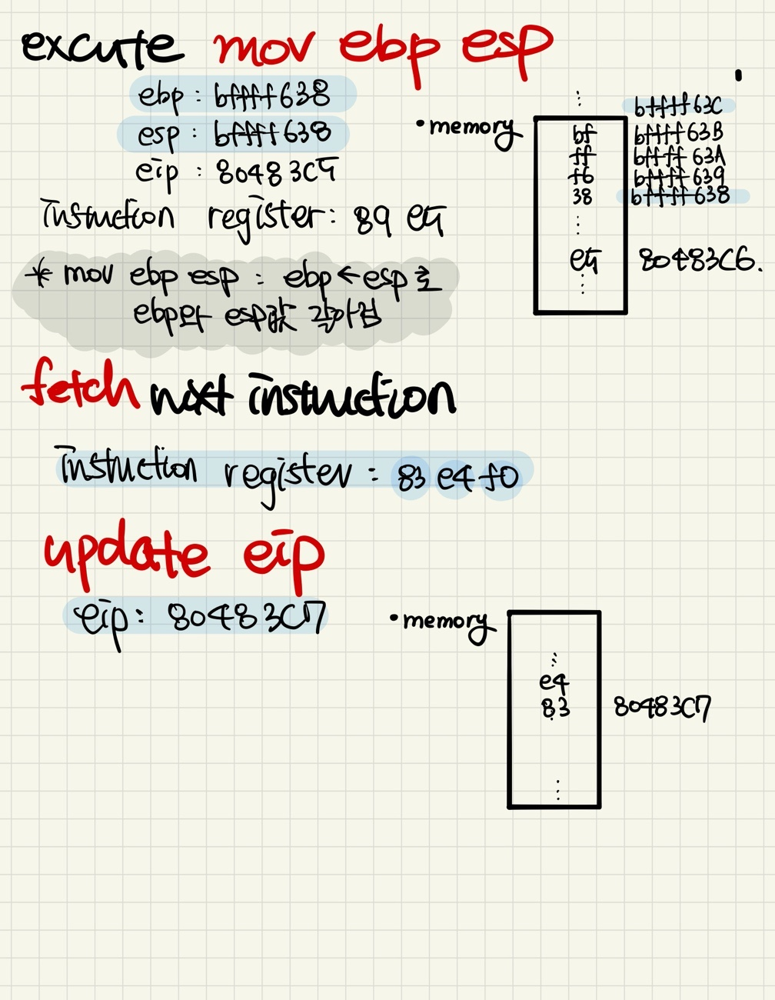 excute mov ebp esp
ebp : bffff638
esp : bffff638
eip : 80483C5
instuction register : 89 e5
* mov ebp esp : ebp ← esp로
ebp와 esp값 같아짐
• memory
⋮
bffff63C
bf bffff63B
ff bffff63A
f6 bffff639
38 bffff638
⋮
e5 80483C6.
⋮
fetch next instuction
instuction register : 83 e4 f0
update eip
eip : 80483C7
• memory
⋮
e4
83 80483C7
⋮